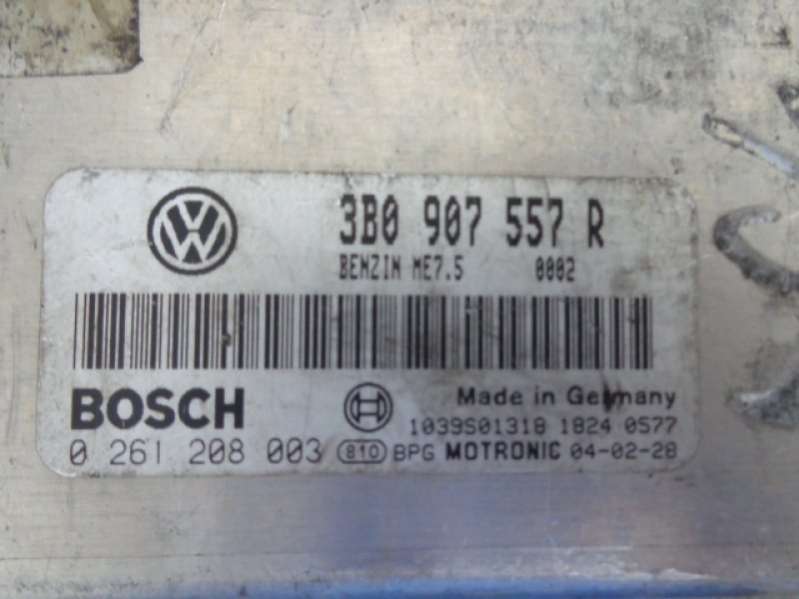 3B0 907 557 R
BENZIN ME7.5 0002
BOSCH
Made in Germany
1039S01318 1824 0577
0 261 208 003 810 BPG MOTRONIC 04-02-28